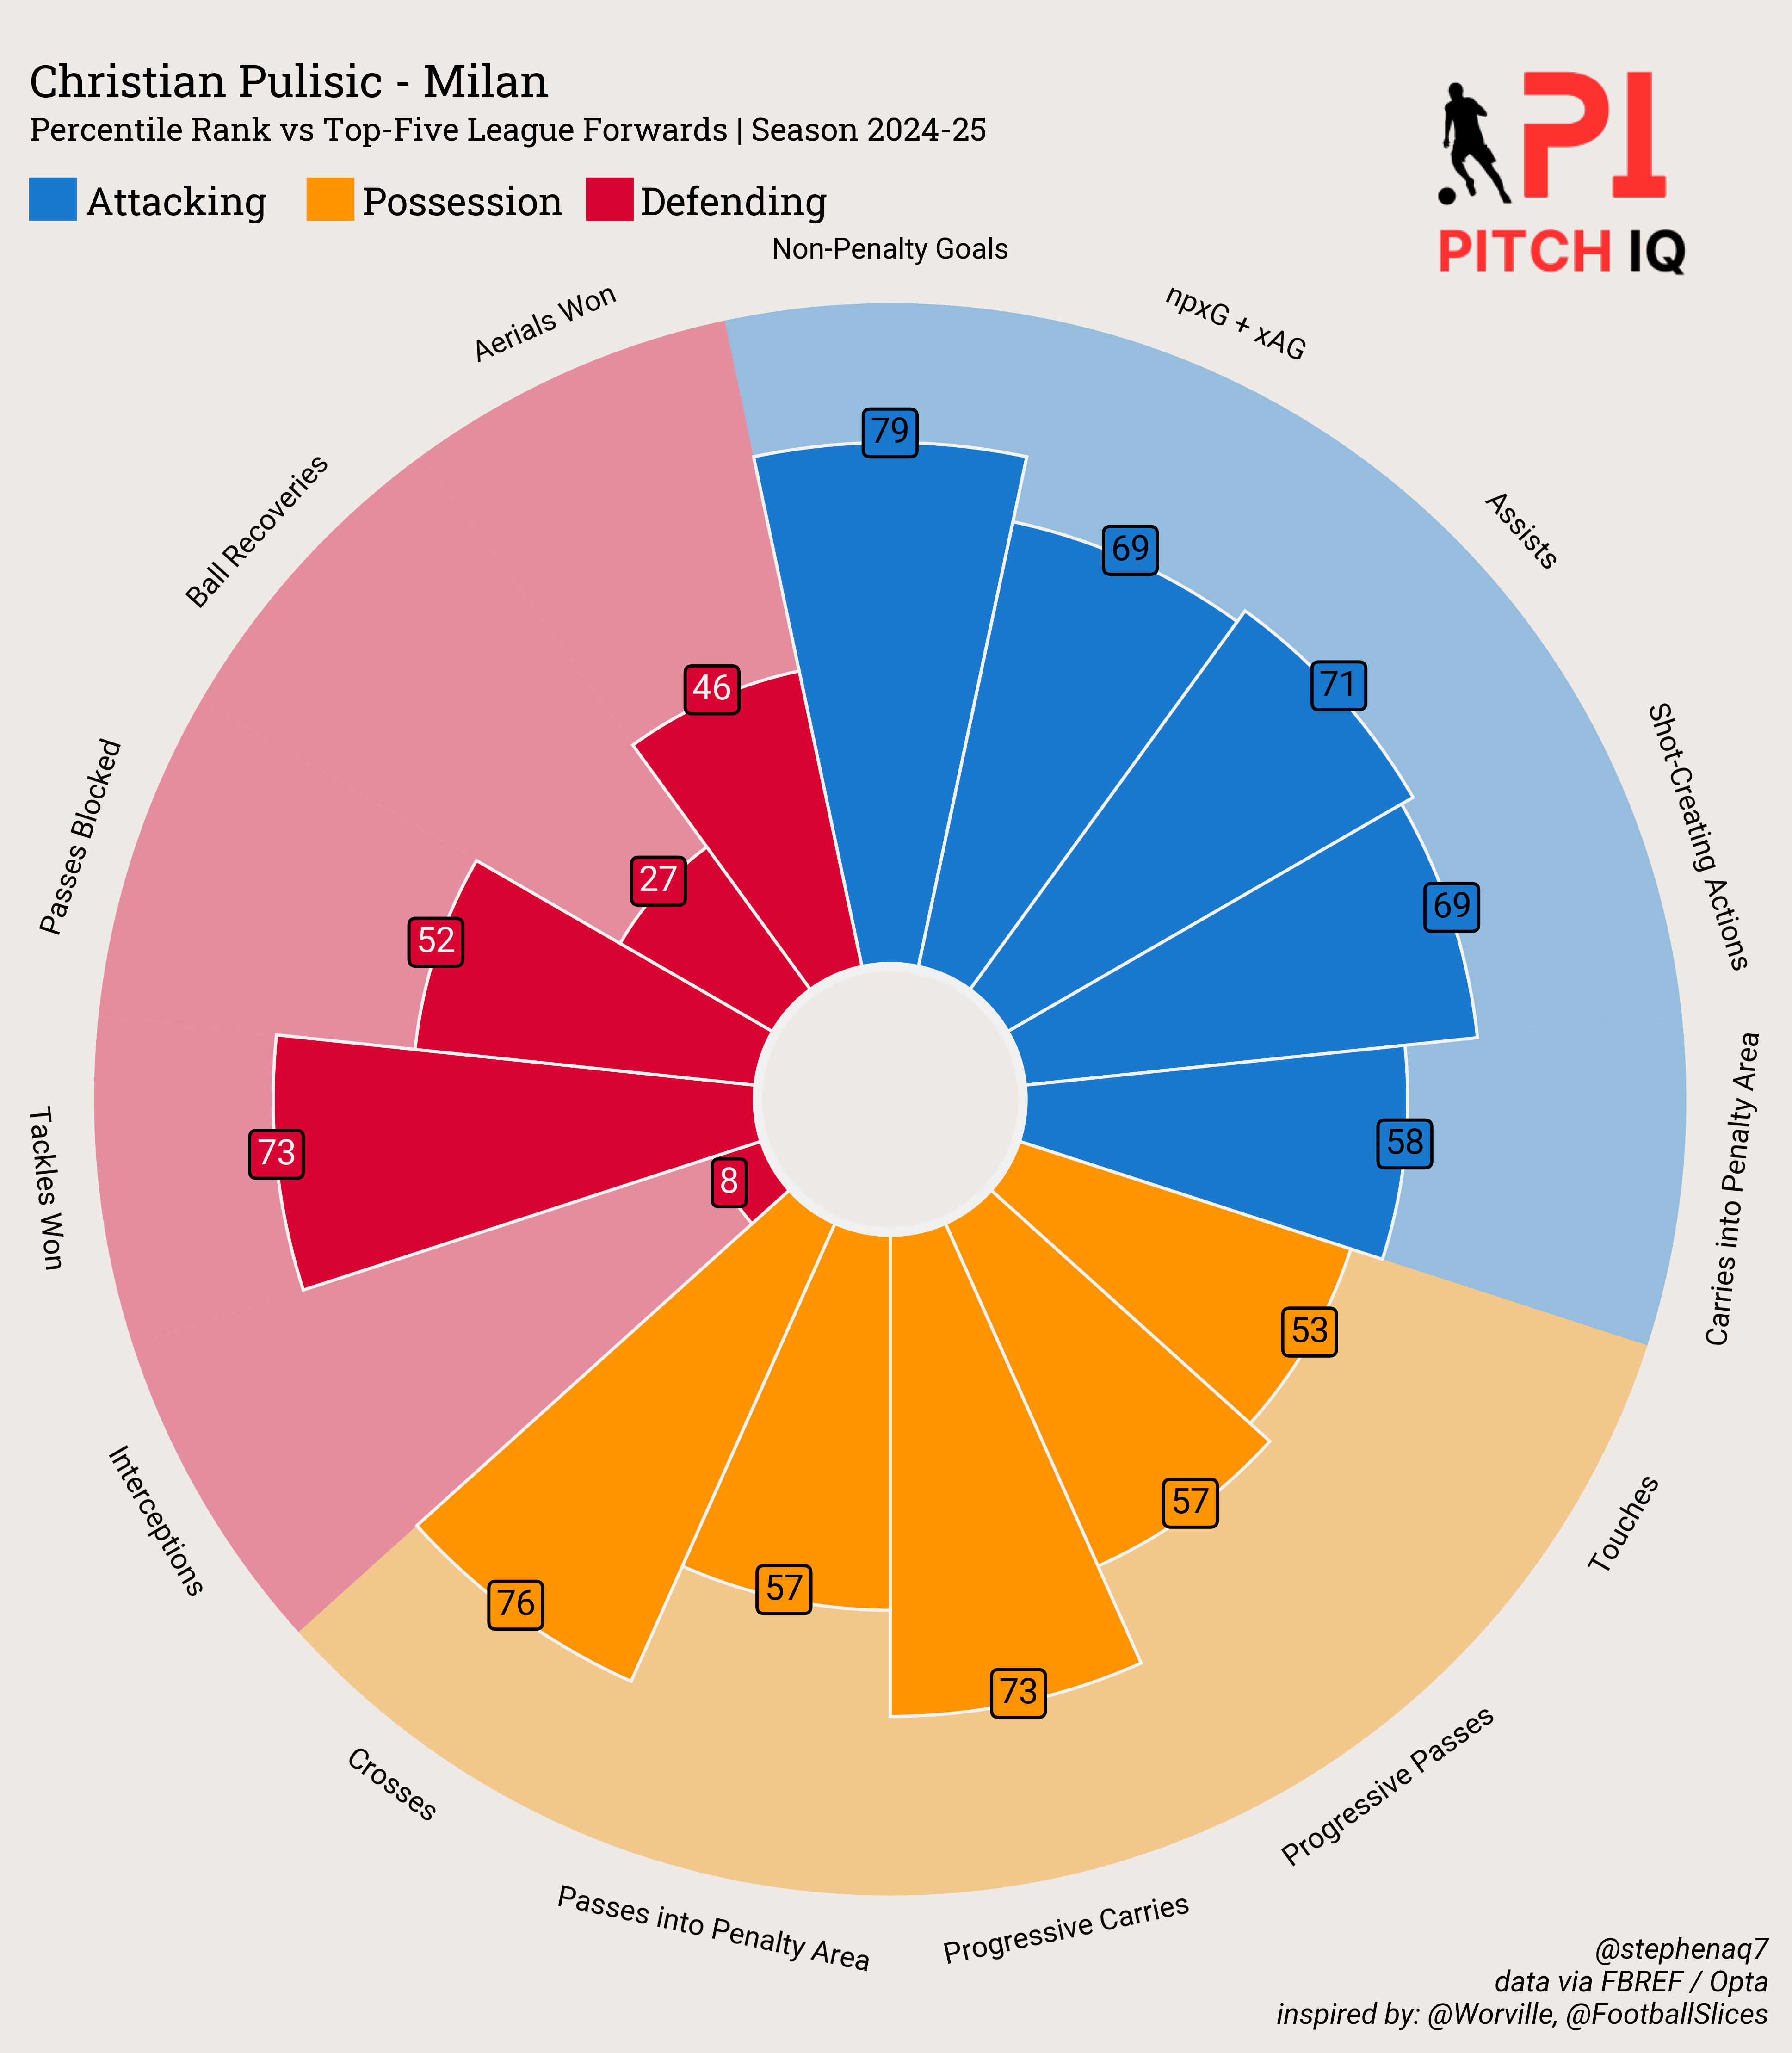 Christian Pulisic - Milan
Percentile Rank vs Top-Five League Forwards | Season 2024-25
Attacking
Possession
Defending
PI
PITCH IQ
Non-Penalty Goals
npxG + xAG
Assists
Shot-Creating Actions
Carries into Penalty Area
Touches
Progressive Passes
Progressive Carries
Passes into Penalty Area
Crosses
Interceptions
Tackles Won
Passes Blocked
Ball Recoveries
Aerials Won
79
69
71
69
58
53
57
73
57
76
8
73
52
27
46
@stephenaq7
data via FBREF / Opta
inspired by: @Worville, @FootballSlices